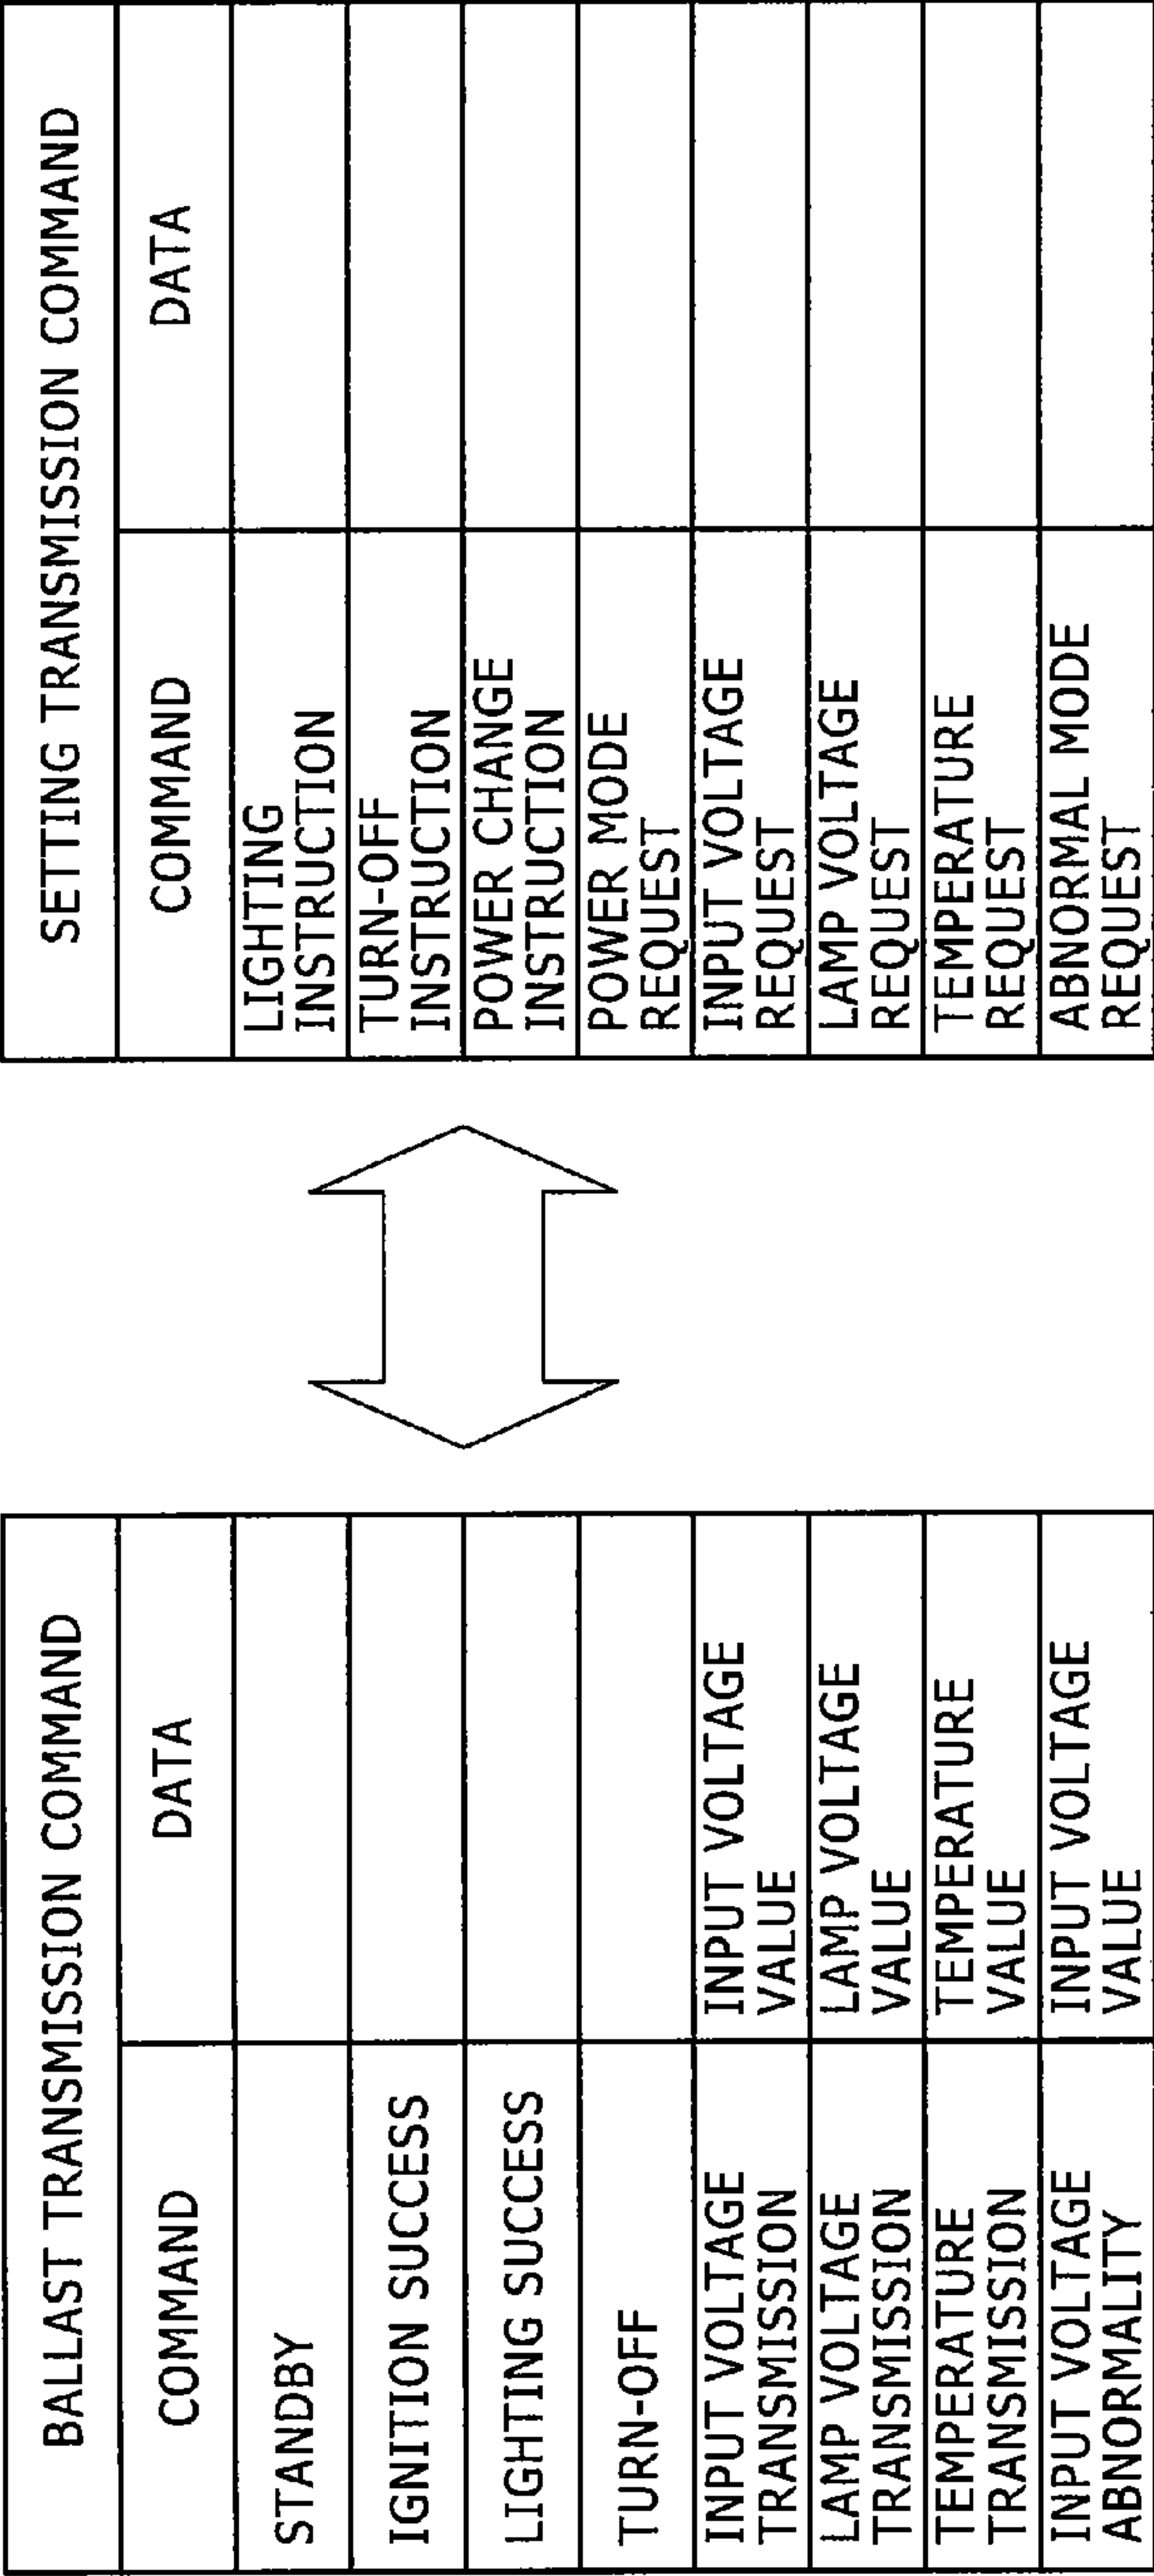 BALLAST TRANSMISSION COMMAND
COMMAND
DATA
STANDBY
IGNITION SUCCESS
LIGHTING SUCCESS
TURN-OFF
INPUT VOLTAGE
TRANSMISSION
INPUT VOLTAGE
VALUE
LAMP VOLTAGE
TRANSMISSION
LAMP VOLTAGE
VALUE
TEMPERATURE
TRANSMISSION
TEMPERATURE
VALUE
INPUT VOLTAGE
ABNORMALITY
INPUT VOLTAGE
VALUE
SETTING TRANSMISSION COMMAND
COMMAND
DATA
LIGHTING
INSTRUCTION
TURN-OFF
INSTRUCTION
POWER CHANGE
INSTRUCTION
POWER MODE
REQUEST
INPUT VOLTAGE
REQUEST
LAMP VOLTAGE
REQUEST
TEMPERATURE
REQUEST
ABNORMAL MODE
REQUEST